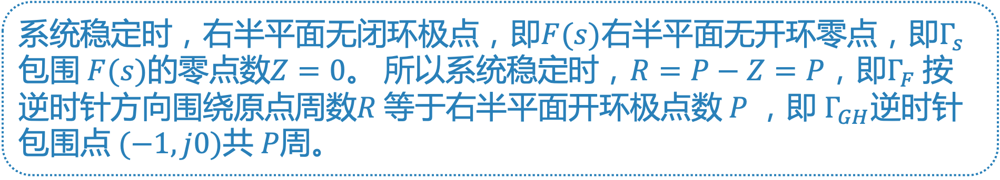 系统稳定时，右半平面无闭环极点，即F(s)右半平面无开环零点，即Γₛ
包围 F(s)的零点数Z = 0。 所以系统稳定时，R = P − Z = P，即Γ_F 按
逆时针方向围绕原点周数R 等于右半平面开环极点数 P ，即 Γ_GH逆时针
包围点 (−1, j0)共 P周。